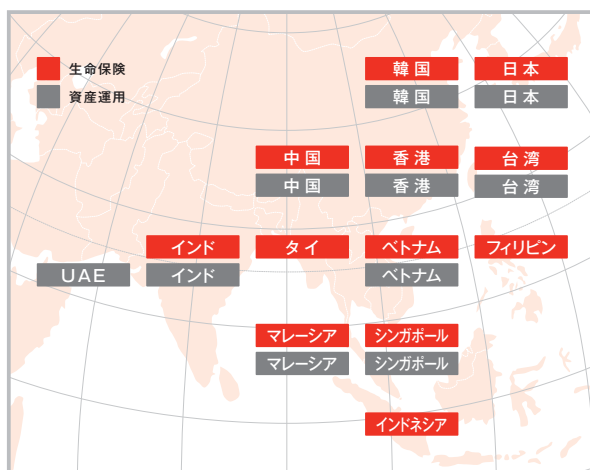 生命保険
資産運用
韓国 日本
韓国 日本
中国 香港 台湾
中国 香港 台湾
インド タイ ベトナム フィリピン
UAE インド ベトナム
マレーシア シンガポール
マレーシア シンガポール
インドネシア